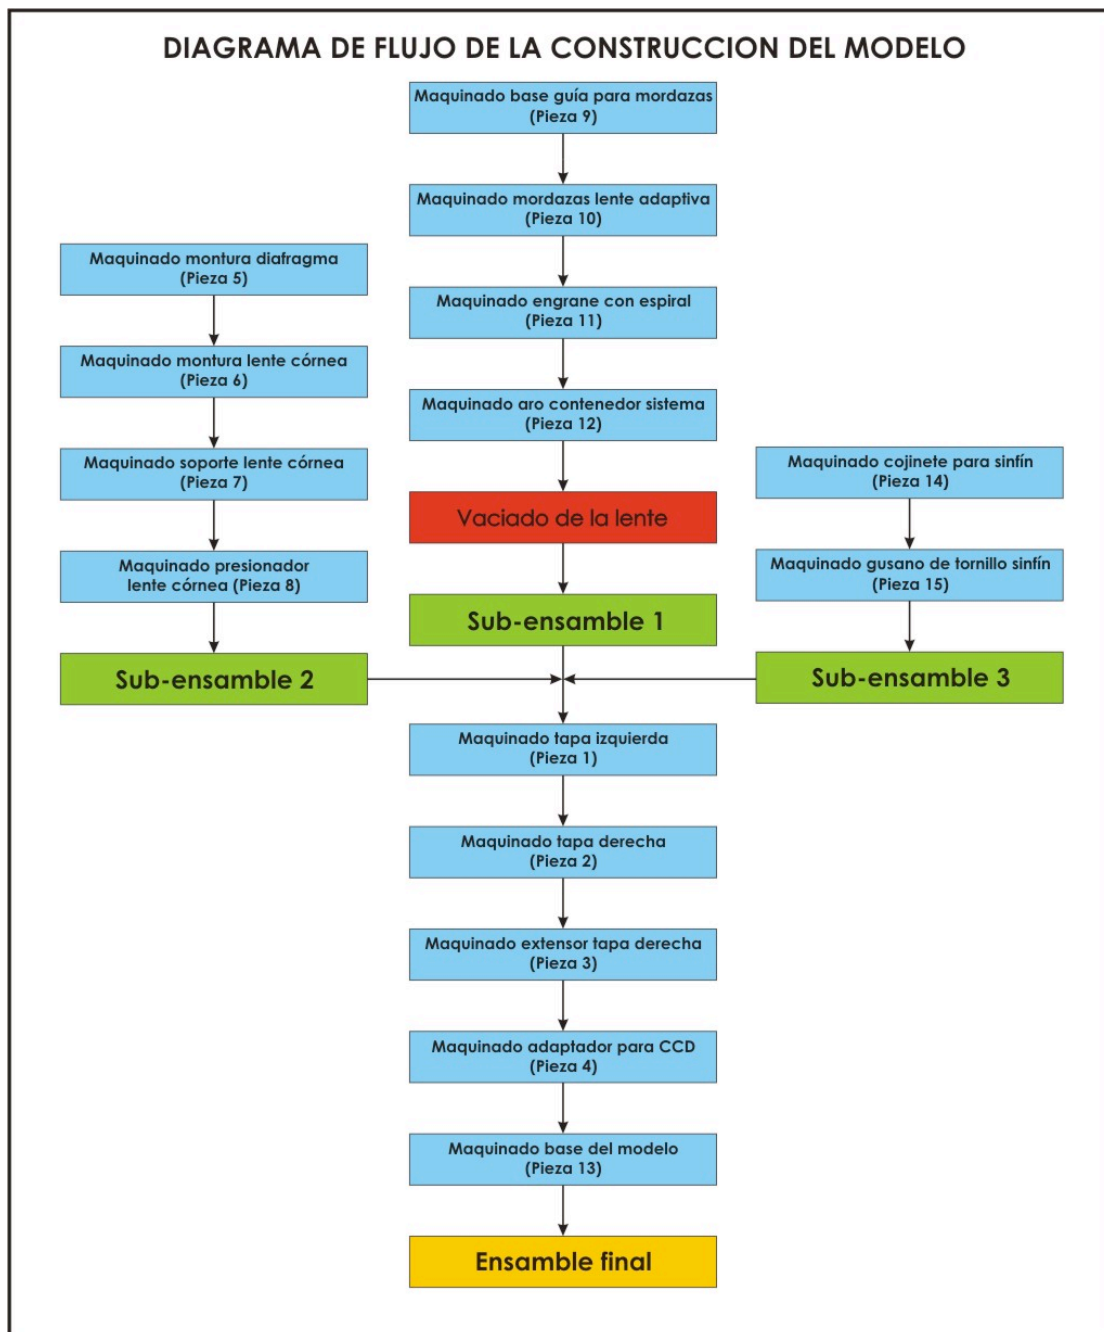 DIAGRAMA DE FLUJO DE LA CONSTRUCCION DEL MODELO
Maquinado base guía para mordazas
(Pieza 9)
Maquinado mordazas lente adaptiva
(Pieza 10)
Maquinado engrane con espiral
(Pieza 11)
Maquinado aro contenedor sistema
(Pieza 12)
Vaciado de la lente
Sub-ensamble 1
Maquinado montura diafragma
(Pieza 5)
Maquinado montura lente córnea
(Pieza 6)
Maquinado soporte lente córnea
(Pieza 7)
Maquinado presionador
lente córnea (Pieza 8)
Sub-ensamble 2
Maquinado cojinete para sinfín
(Pieza 14)
Maquinado gusano de tornillo sinfín
(Pieza 15)
Sub-ensamble 3
Maquinado tapa izquierda
(Pieza 1)
Maquinado tapa derecha
(Pieza 2)
Maquinado extensor tapa derecha
(Pieza 3)
Maquinado adaptador para CCD
(Pieza 4)
Maquinado base del modelo
(Pieza 13)
Ensamble final